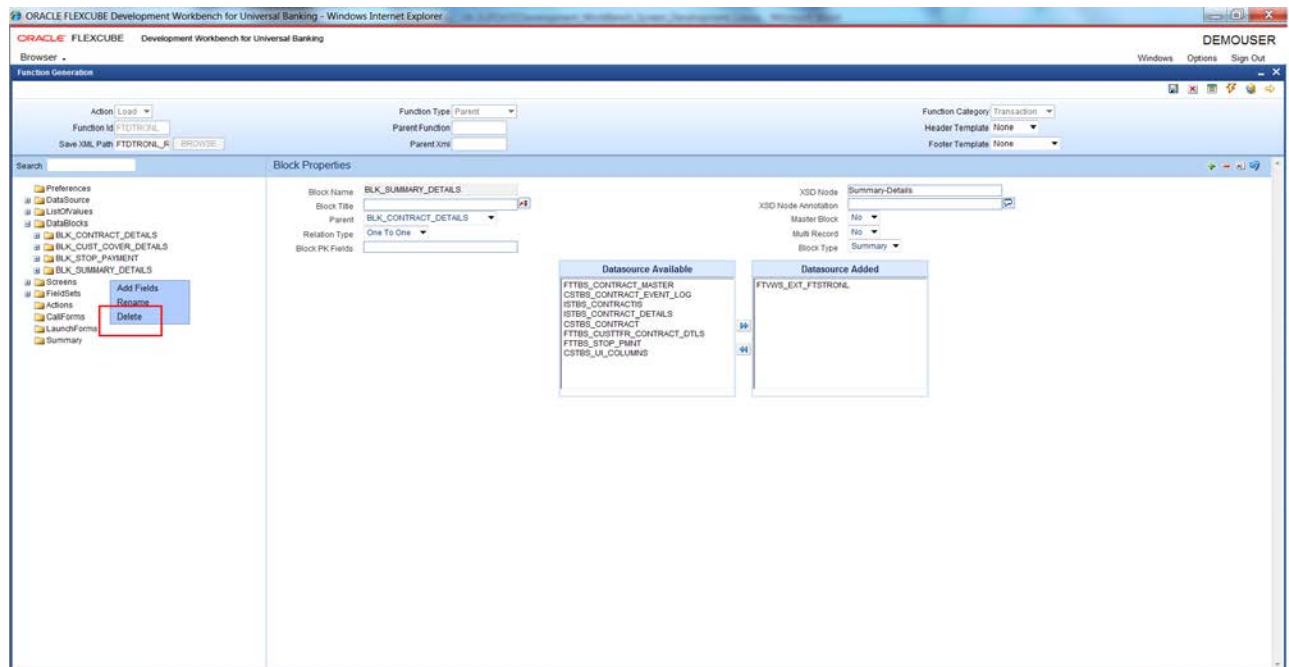 ORACLE FLEXCUBE Development Workbench for Universal Banking - Windows Internet Explorer
ORACLE FLEXCUBE Development Workbench for Universal Banking DEMOUSER
Browser Windows Options Sign Out
Function Generation
Action Load Function Type Parent Function Category Transaction
Function Id FTDTRONL Parent Function Header Template None
Save XML Path FTDTRONL_R BROWSE Parent Xml Footer Template None
Search Block Properties
Preferences
DataSource
ListOfValues
DataBlocks
BLK_CONTRACT_DETAILS
BLK_CUST_COVER_DETAILS
BLK_STOP_PAYMENT
BLK_SUMMARY_DETAILS
Screens
FieldSets
Actions
CallForms
LaunchForms
Summary
Add Fields
Rename
Delete
Block Name BLK_SUMMARY_DETAILS
Block Title
Parent BLK_CONTRACT_DETAILS
Relation Type One To One
Block PK Fields
XSD Node Summary-Details
XSD Node Annotation
Master Block No
Multi Record No
Block Type Summary
Datasource Available
FTTBS_CONTRACT_MASTER
CSTBS_CONTRACT_EVENT_LOG
ISTBS_CONTRACTIS
ISTBS_CONTRACT_DETAILS
CSTBS_CONTRACT
FTTBS_CUSTTFR_CONTRACT_DTLS
FTTBS_STOP_PMNT
CSTBS_UI_COLUMNS
Datasource Added
FTVWS_EXT_FTSTRONL